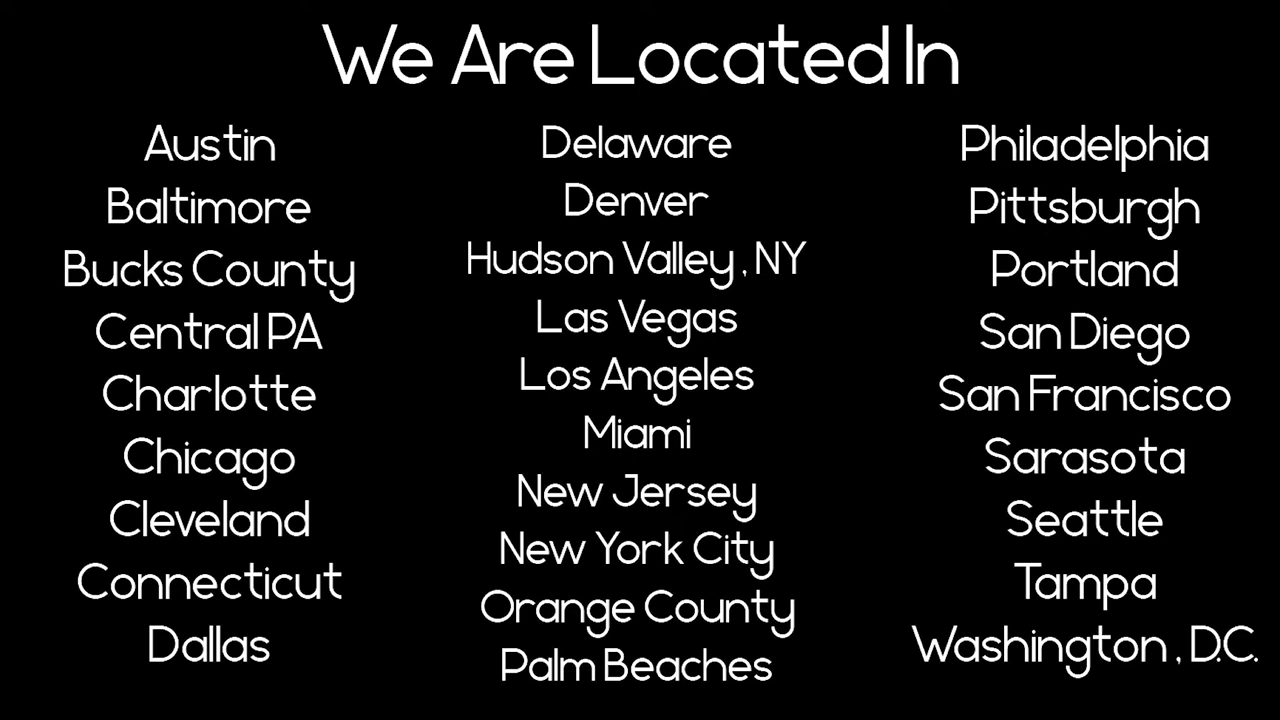 We Are Located In
Austin
Baltimore
Bucks County
Central PA
Charlotte
Chicago
Cleveland
Connecticut
Dallas
Delaware
Denver
Hudson Valley , NY
Las Vegas
Los Angeles
Miami
New Jersey
New York City
Orange County
Palm Beaches
Philadelphia
Pittsburgh
Portland
San Diego
San Francisco
Sarasota
Seattle
Tampa
Washington , D.C.